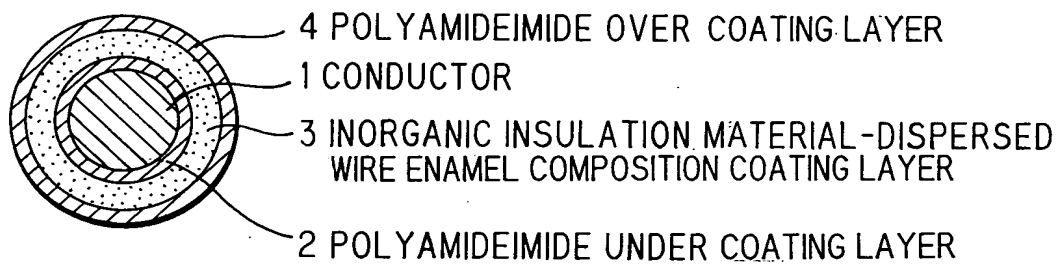 4 POLYAMIDEIMIDE OVER COATING LAYER
1 CONDUCTOR
3 INORGANIC INSULATION MATERIAL-DISPERSED
WIRE ENAMEL COMPOSITION COATING LAYER
2 POLYAMIDEIMIDE UNDER COATING LAYER